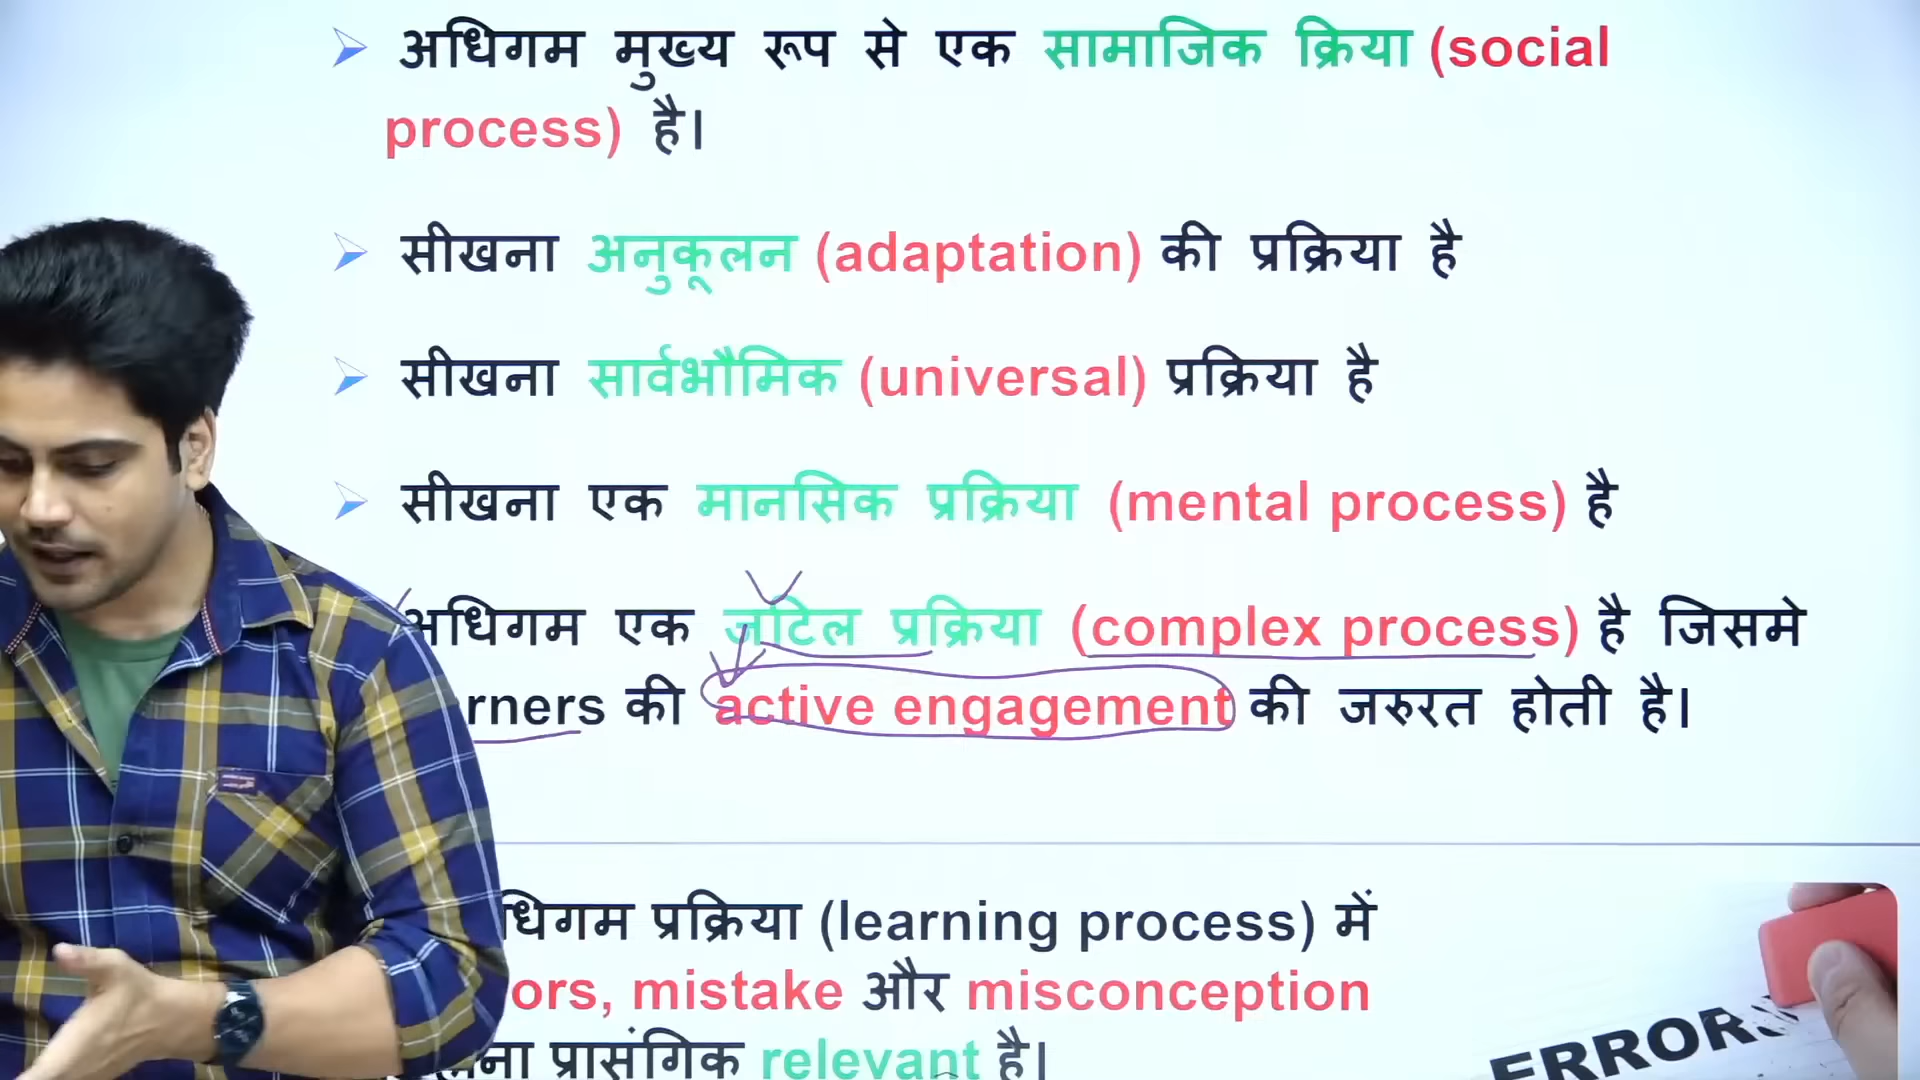 अधिगम मुख्य रूप से एक सामाजिक क्रिया (social
process) है।
सीखना अनुकूलन (adaptation) की प्रक्रिया है
सीखना सार्वभौमिक (universal) प्रक्रिया है
सीखना एक मानसिक प्रक्रिया (mental process) है
अधिगम एक जटिल प्रक्रिया (complex process) है जिसमे
rners की active engagement की जरुरत होती है।
धिगम प्रक्रिया (learning process) में
ors, mistake और misconception
ना प्रासंगिक relevant है।
ERROR